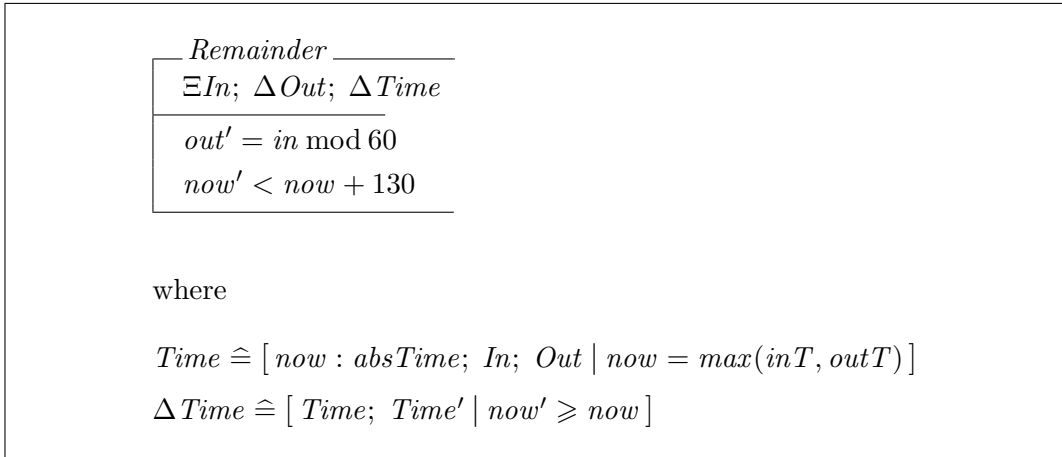 Remainder
ΞIn; ΔOut; ΔTime
out′ = in mod 60
now′ < now + 130
where
Time ≙ [ now : absTime; In; Out | now = max(inT, outT) ]
ΔTime ≙ [ Time; Time′ | now′ ⩾ now ]